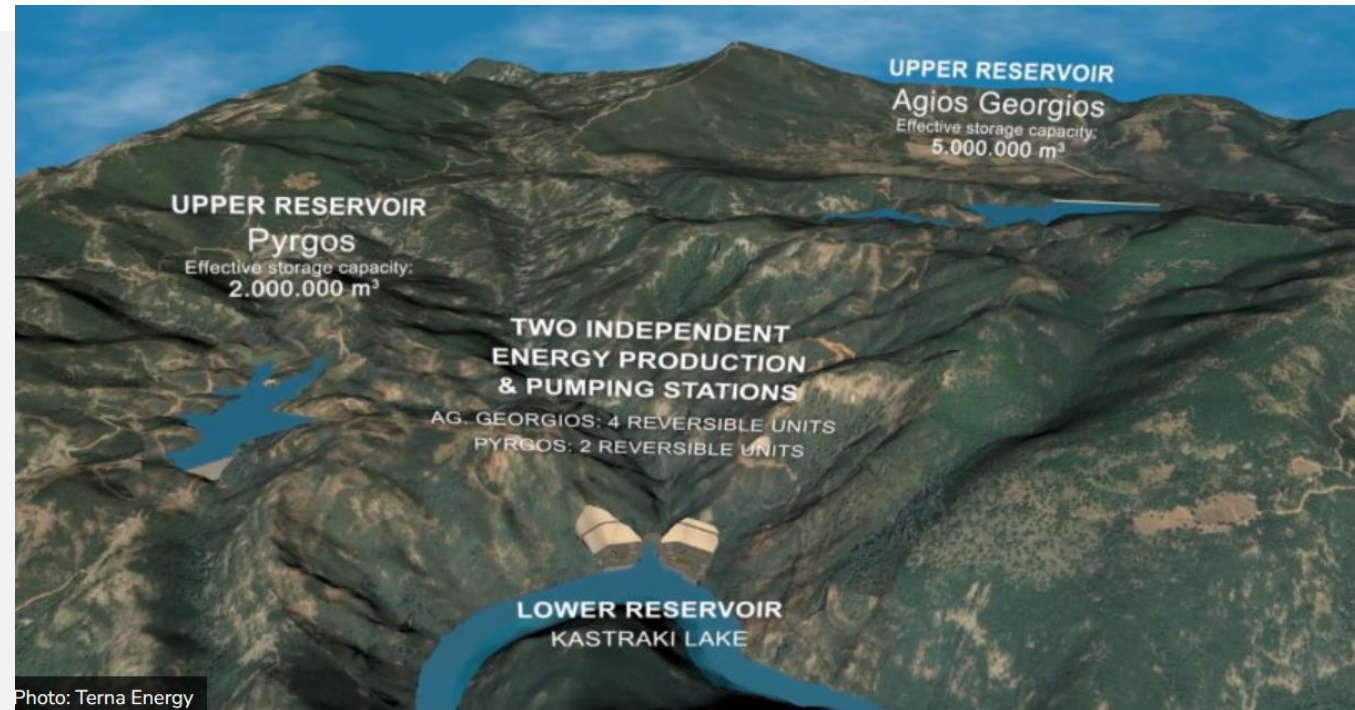 UPPER RESERVOIR
Agios Georgios
Effective storage capacity:
5.000.000 m³
UPPER RESERVOIR
Pyrgos
Effective storage capacity:
2.000.000 m³
TWO INDEPENDENT
ENERGY PRODUCTION
& PUMPING STATIONS
AG. GEORGIOS: 4 REVERSIBLE UNITS
PYRGOS: 2 REVERSIBLE UNITS
LOWER RESERVOIR
KASTRAKI LAKE
Photo: Terna Energy